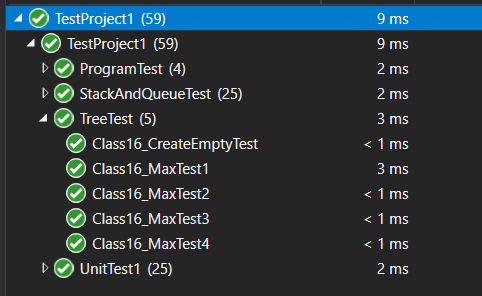 TestProject1 (59) 9 ms
TestProject1 (59) 9 ms
ProgramTest (4) 2 ms
StackAndQueueTest (25) 2 ms
TreeTest (5) 3 ms
Class16_CreateEmptyTest < 1 ms
Class16_MaxTest1 3 ms
Class16_MaxTest2 < 1 ms
Class16_MaxTest3 < 1 ms
Class16_MaxTest4 < 1 ms
UnitTest1 (25) 2 ms